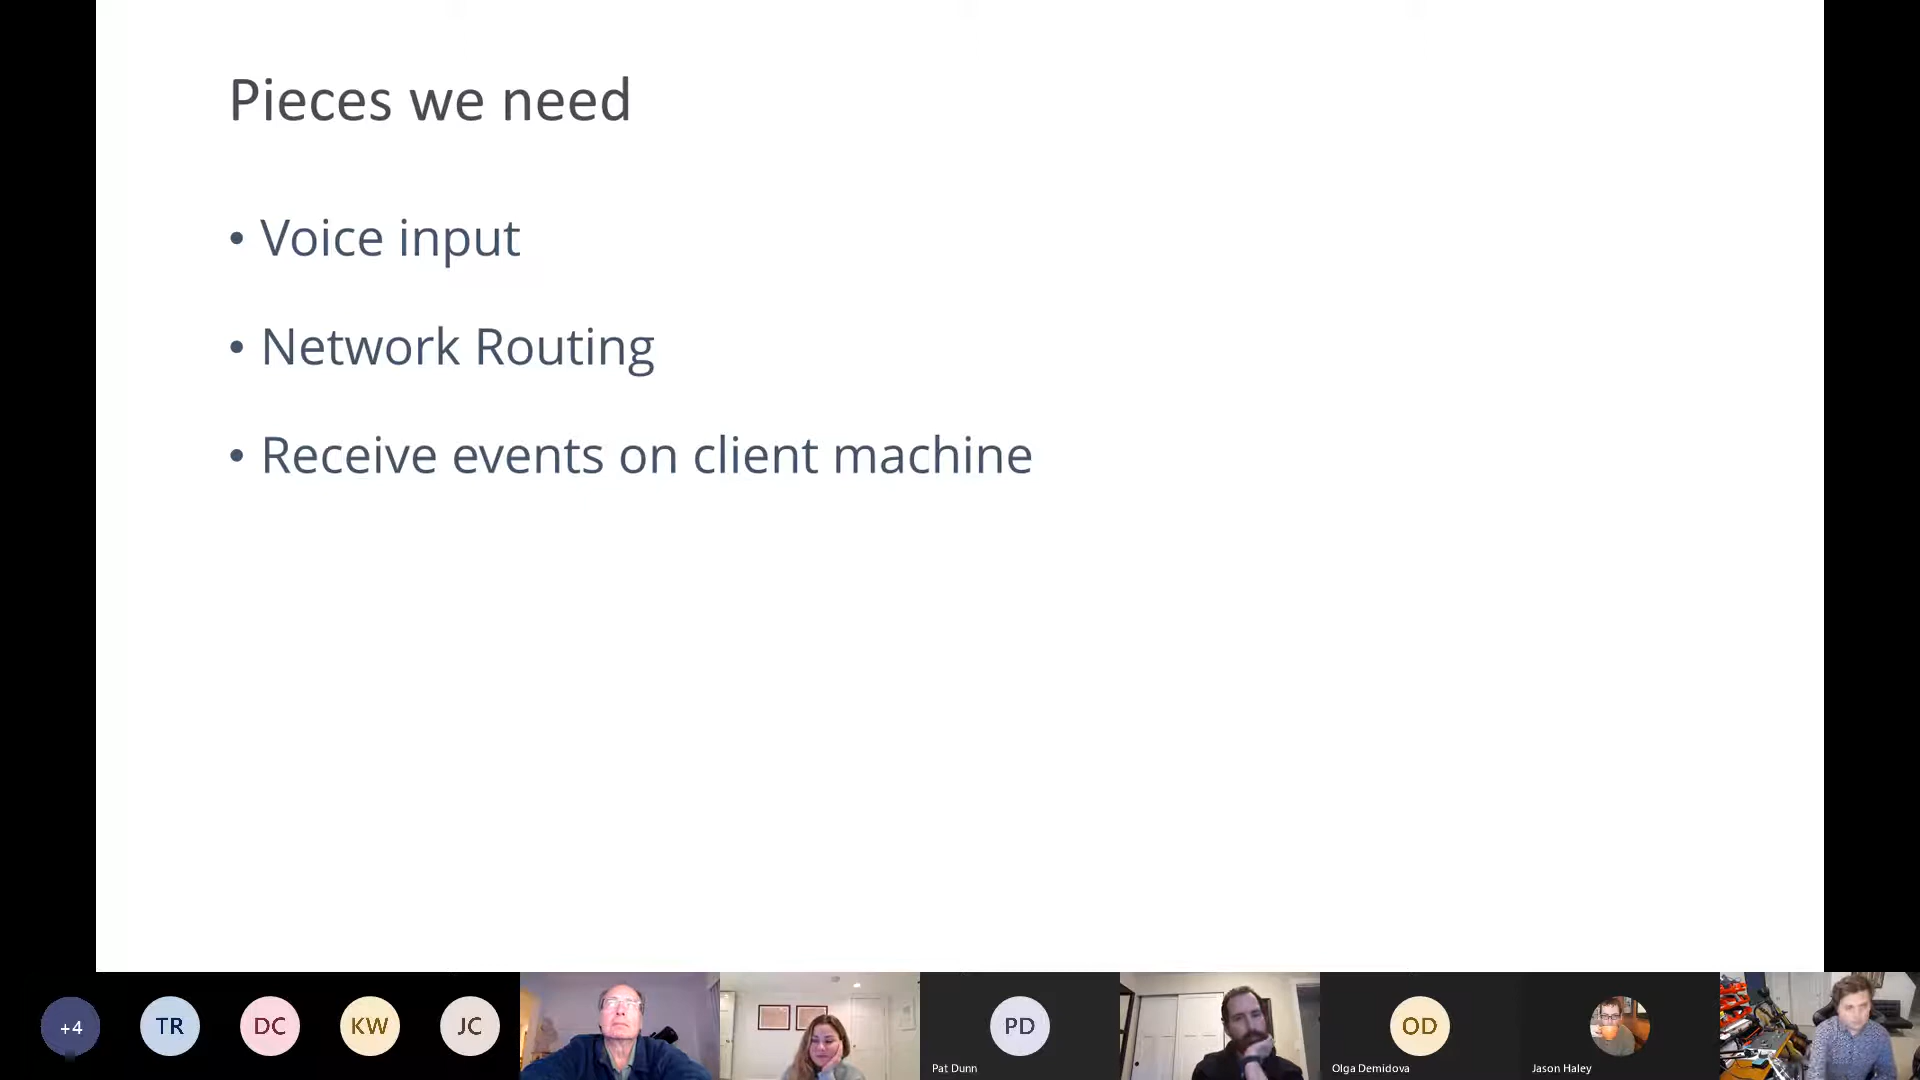 Pieces we need
• Voice input
• Network Routing
• Receive events on client machine
+4
TR
DC
KW
JC
PD
Pat Dunn
OD
Olga Demidova
Jason Haley